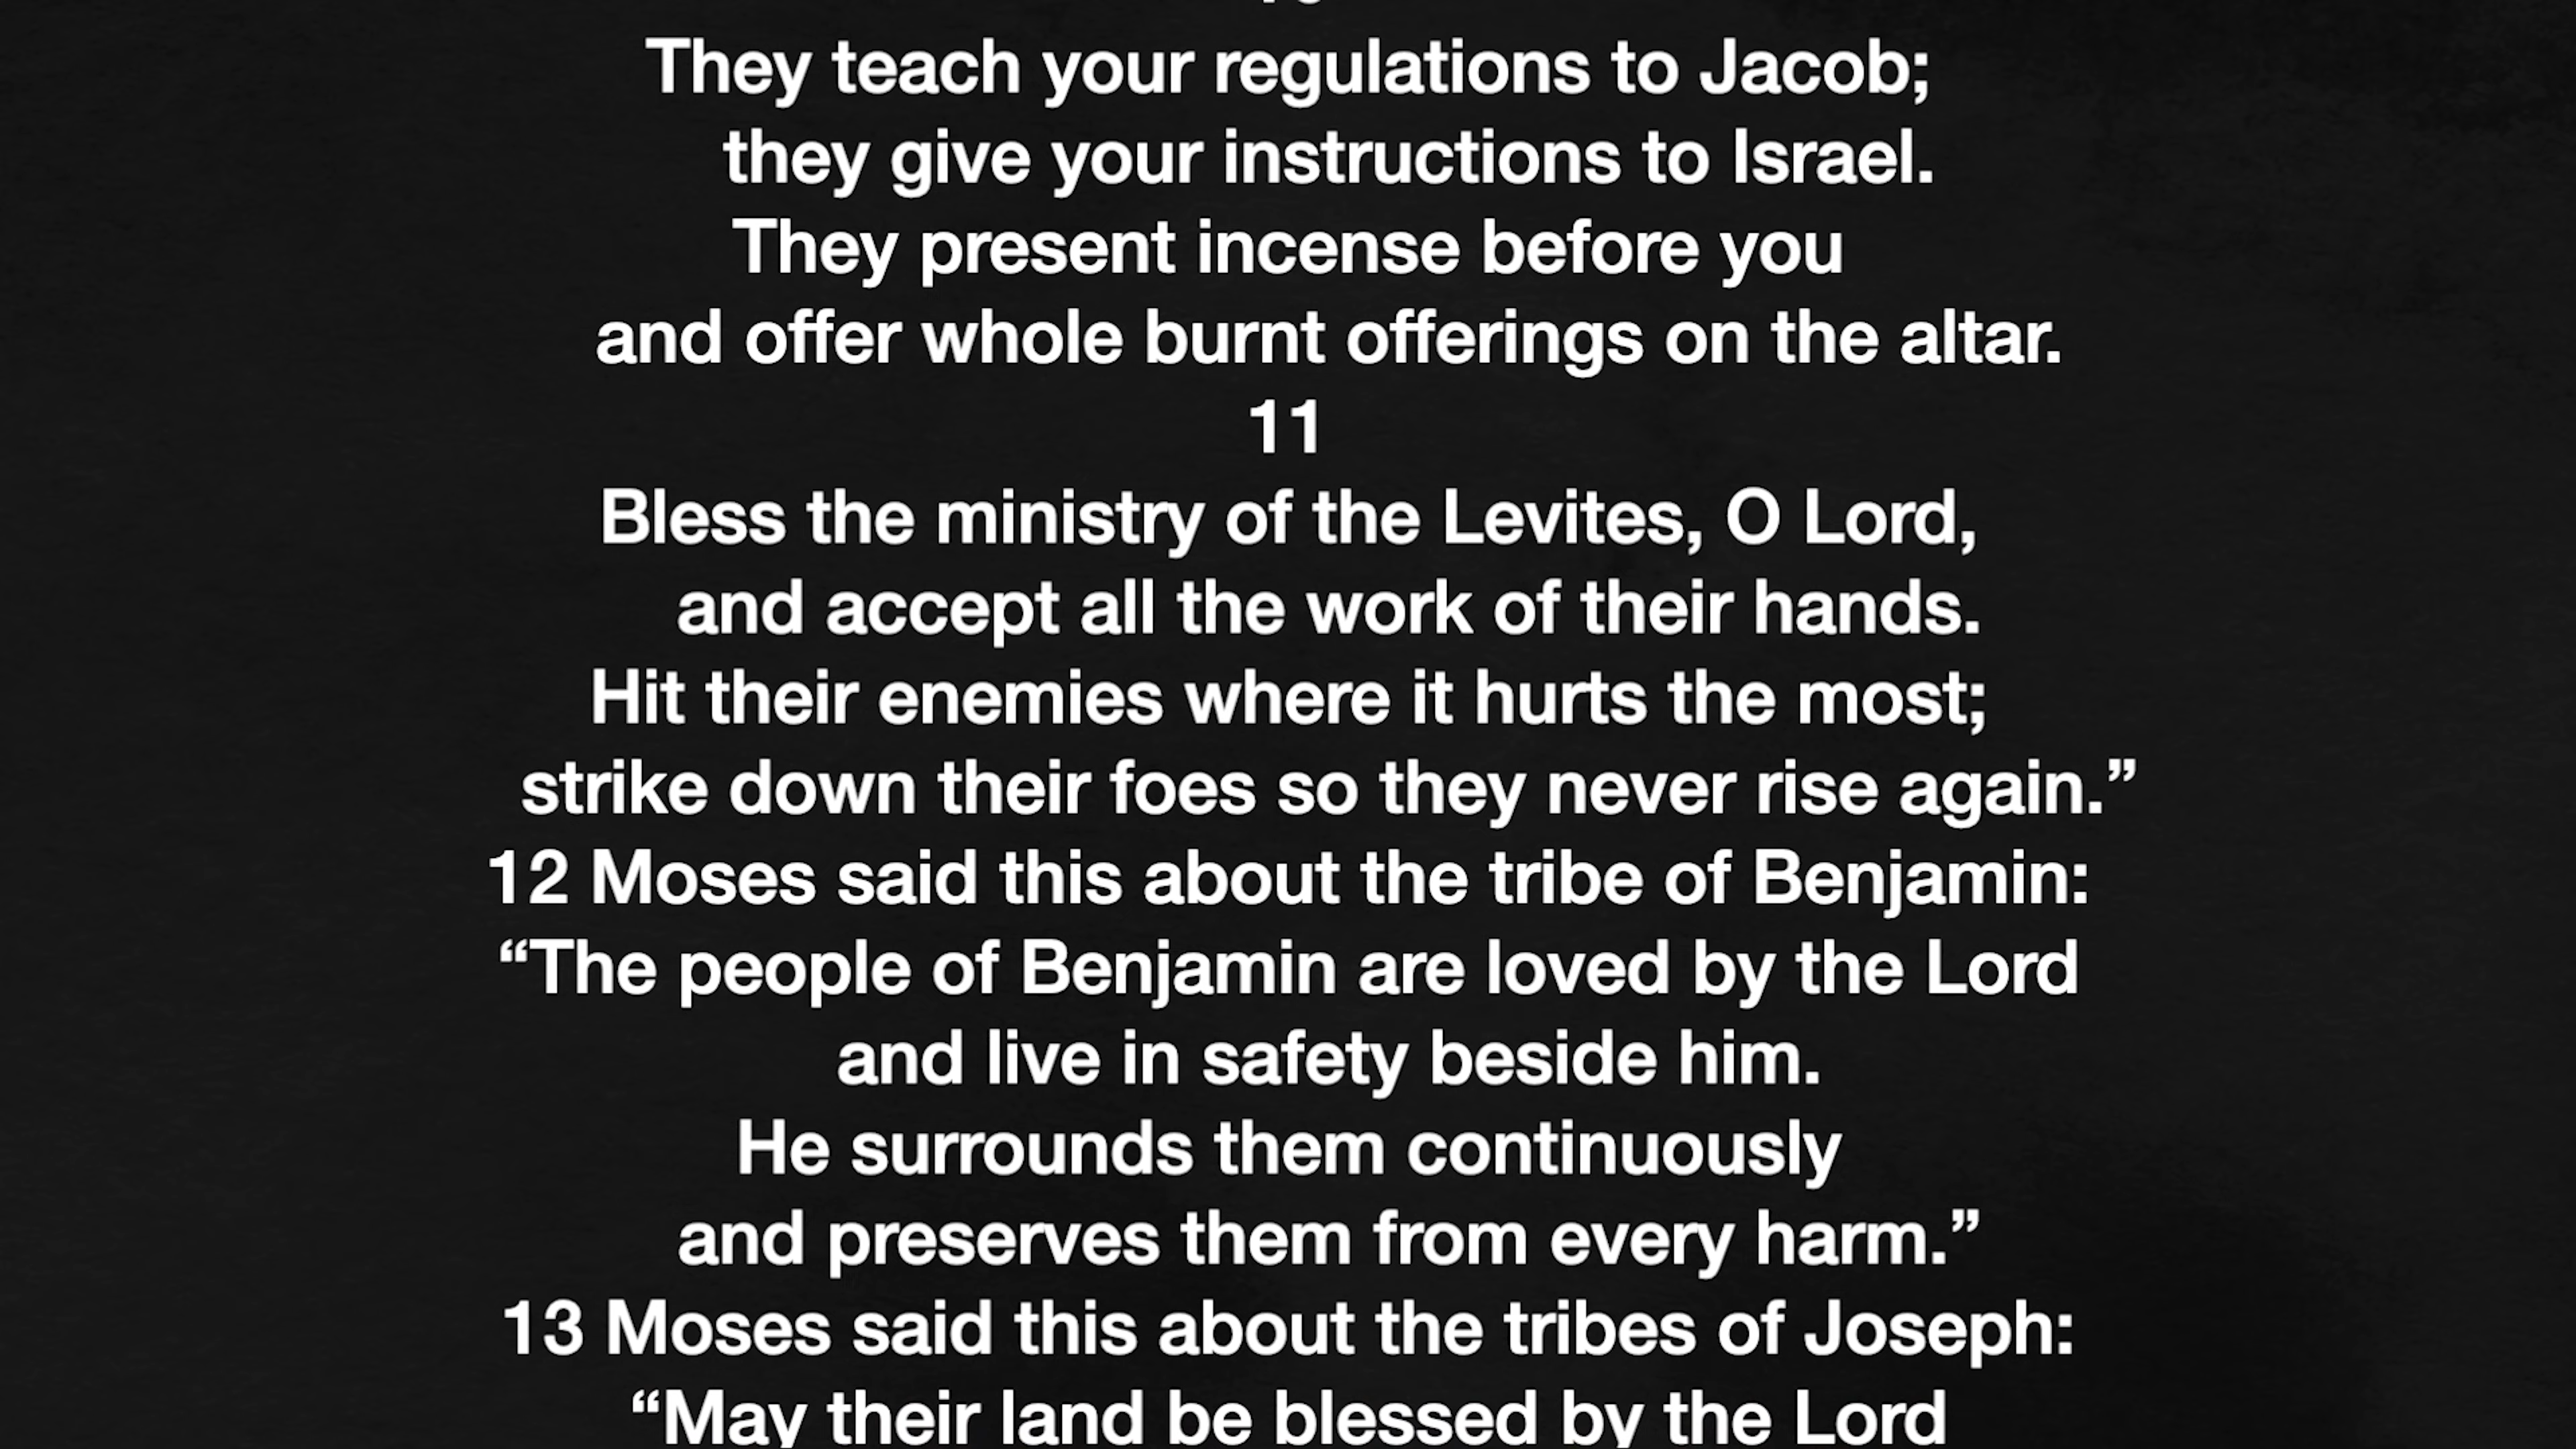 They teach your regulations to Jacob;
they give your instructions to Israel.
They present incense before you
and offer whole burnt offerings on the altar.
11
Bless the ministry of the Levites, O Lord,
and accept all the work of their hands.
Hit their enemies where it hurts the most;
strike down their foes so they never rise again.”
12 Moses said this about the tribe of Benjamin:
“The people of Benjamin are loved by the Lord
and live in safety beside him.
He surrounds them continuously
and preserves them from every harm.”
13 Moses said this about the tribes of Joseph:
“May their land be blessed by the Lord